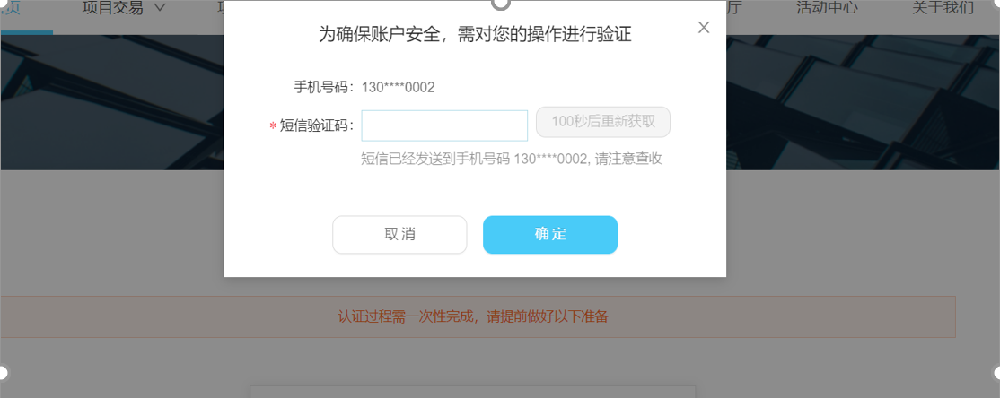 页 项目交易 厅 活动中心 关于我们
为确保账户安全，需对您的操作进行验证
手机号码：130****0002
* 短信验证码： 100秒后重新获取
短信已经发送到手机号码 130****0002, 请注意查收
取消 确定
认证过程需一次性完成，请提前做好以下准备